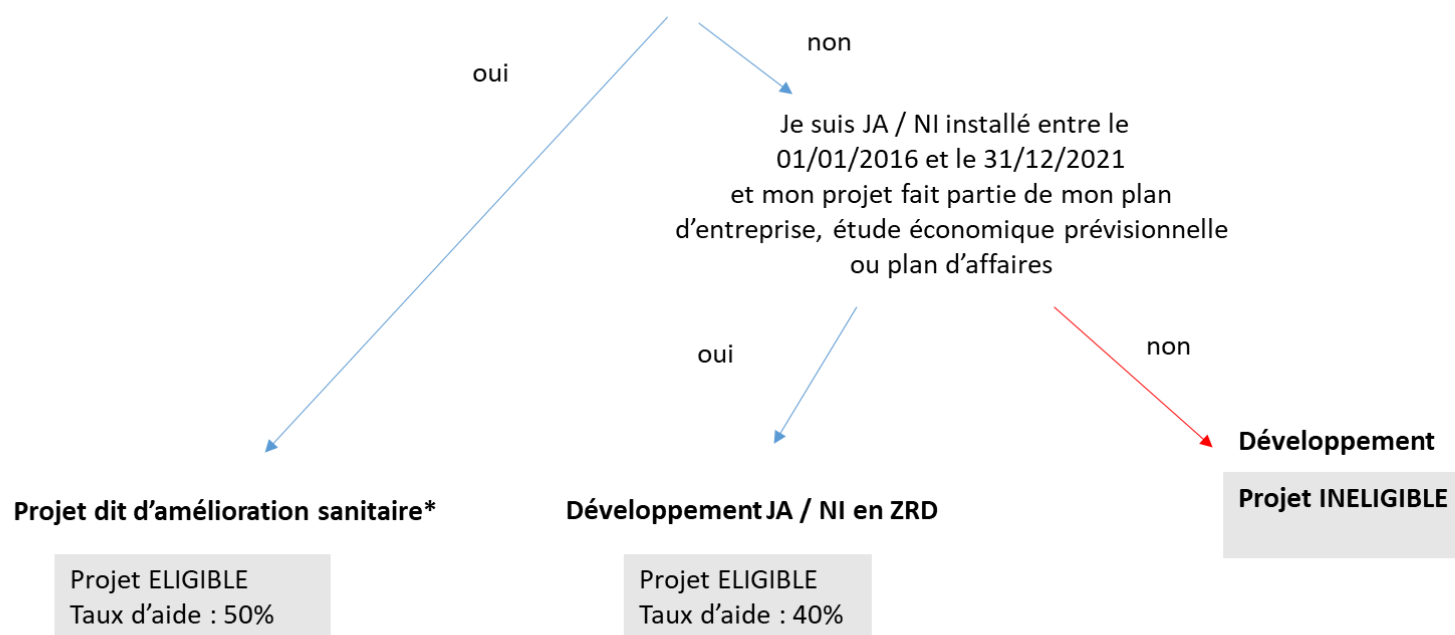 oui
non
Je suis JA / NI installé entre le
01/01/2016 et le 31/12/2021
et mon projet fait partie de mon plan
d’entreprise, étude économique prévisionnelle
ou plan d’affaires
oui
non
Développement
Projet INELIGIBLE
Projet dit d’amélioration sanitaire*
Développement JA / NI en ZRD
Projet ELIGIBLE
Taux d’aide : 50%
Projet ELIGIBLE
Taux d’aide : 40%